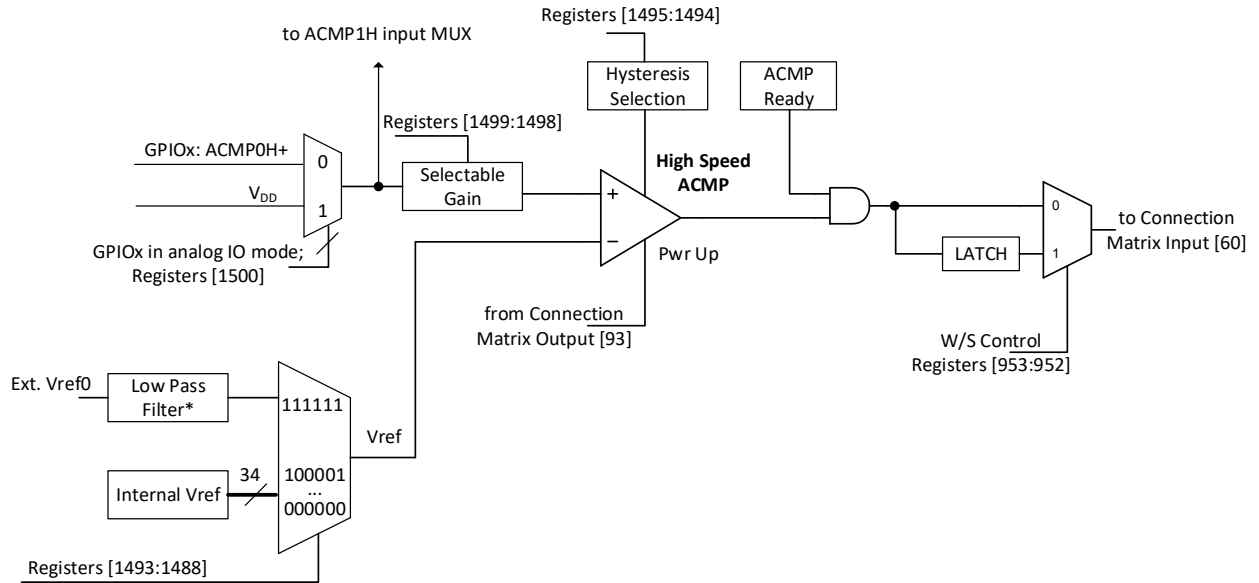 Registers [1495:1494]
to ACMP1H input MUX
Hysteresis
Selection
ACMP
Ready
Registers [1499:1498]
GPIOx: ACMP0H+
0
High Speed
ACMP
Selectable
Gain
+
VDD
1
0
to Connection
Matrix Input [60]
−
GPIOx in analog IO mode;
Registers [1500]
Pwr Up
LATCH
1
from Connection
Matrix Output [93]
W/S Control
Registers [953:952]
Ext. Vref0
Low Pass
Filter*
111111
Vref
34
Internal Vref
100001
...
000000
Registers [1493:1488]